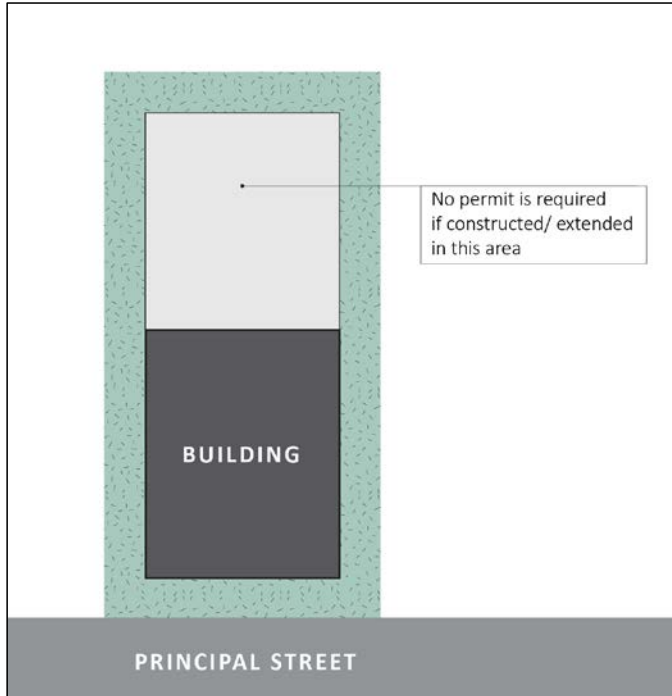 No permit is required
if constructed/ extended
in this area
BUILDING
PRINCIPAL STREET